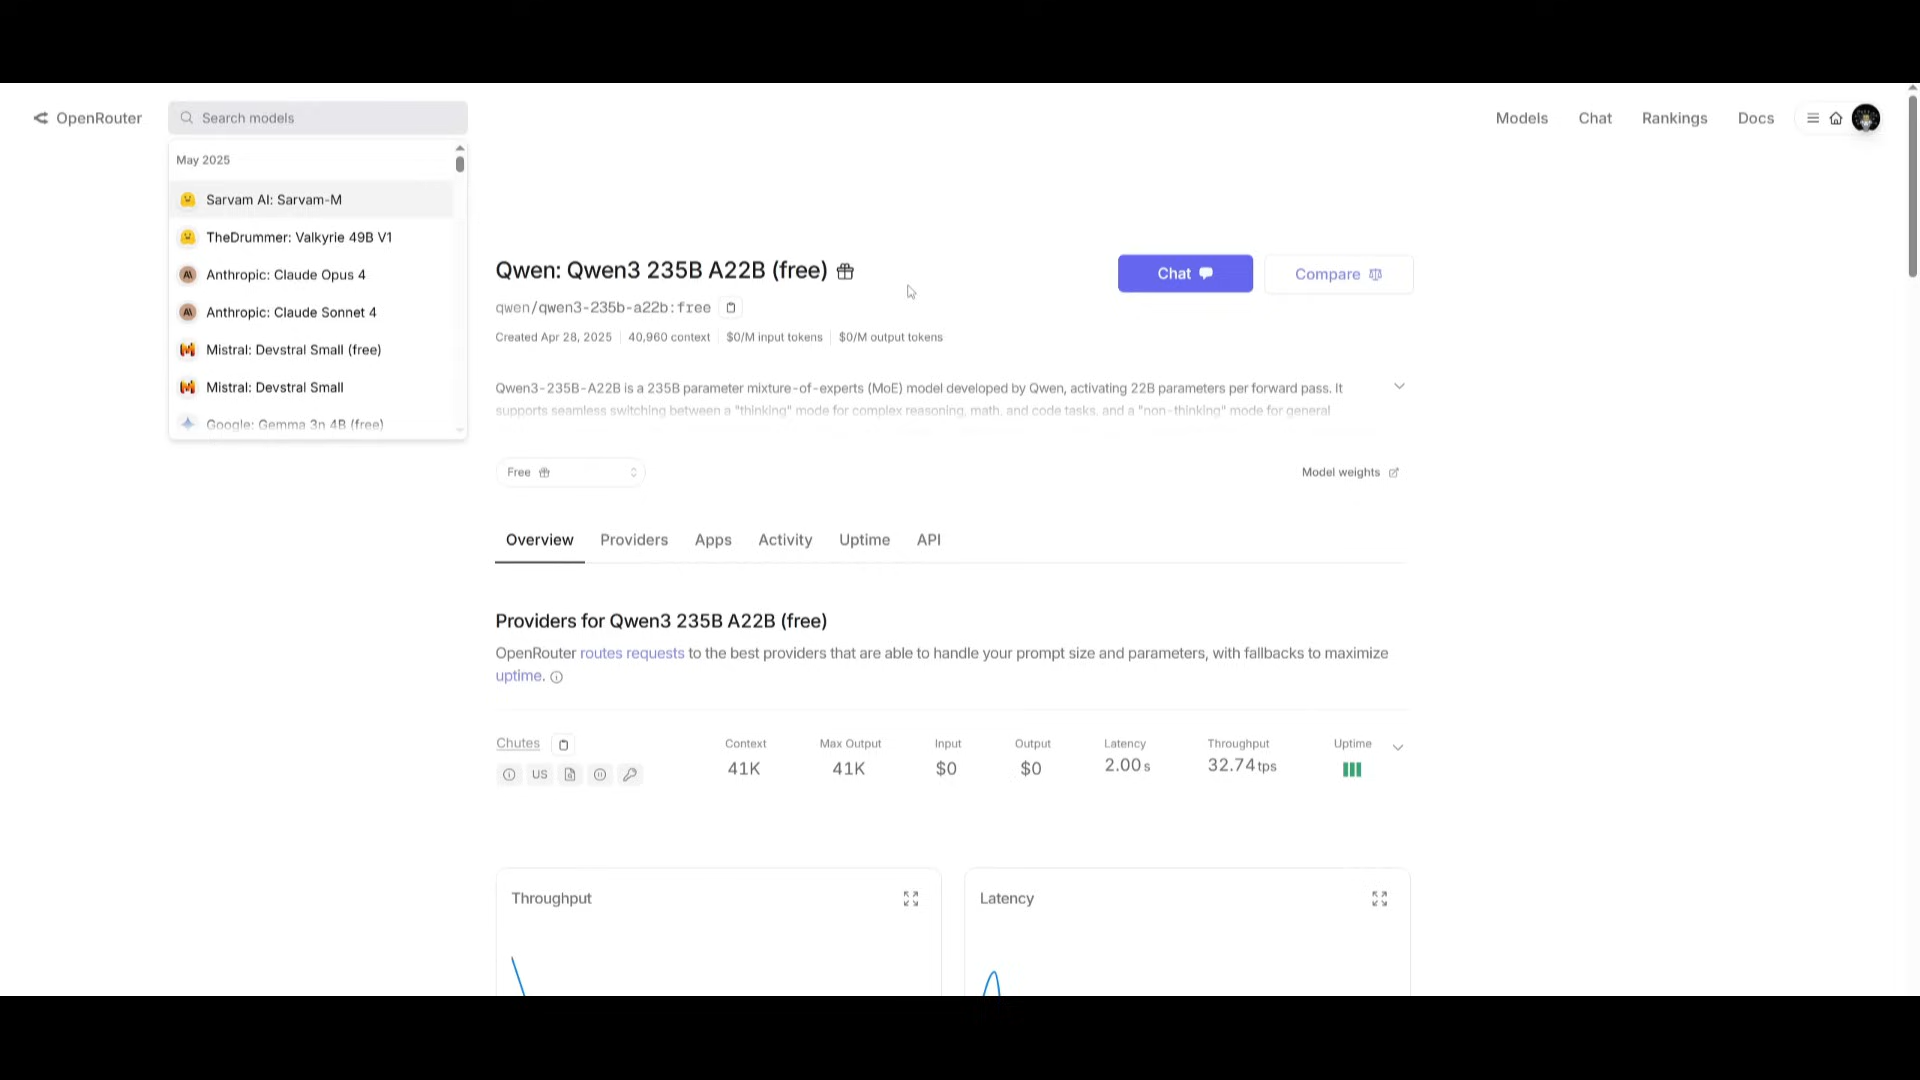 OpenRouter
Search models
Models
Chat
Rankings
Docs
May 2025
Sarvam AI: Sarvam-M
TheDrummer: Valkyrie 49B V1
Anthropic: Claude Opus 4
Anthropic: Claude Sonnet 4
Mistral: Devstral Small (free)
Mistral: Devstral Small
Google: Gemma 3n 4B (free)
Qwen: Qwen3 235B A22B (free)
Chat
Compare
qwen/qwen3-235b-a22b:free
Created Apr 28, 2025
40,960 context
$0/M input tokens
$0/M output tokens
Qwen3-235B-A22B is a 235B parameter mixture-of-experts (MoE) model developed by Qwen, activating 22B parameters per forward pass. It
supports seamless switching between a "thinking" mode for complex reasoning, math, and code tasks, and a "non-thinking" mode for general
Free
Model weights
Overview
Providers
Apps
Activity
Uptime
API
Providers for Qwen3 235B A22B (free)
OpenRouter routes requests to the best providers that are able to handle your prompt size and parameters, with fallbacks to maximize
uptime.
Chutes
US
Context
41K
Max Output
41K
Input
$0
Output
$0
Latency
2.00s
Throughput
32.74tps
Uptime
Throughput
Latency